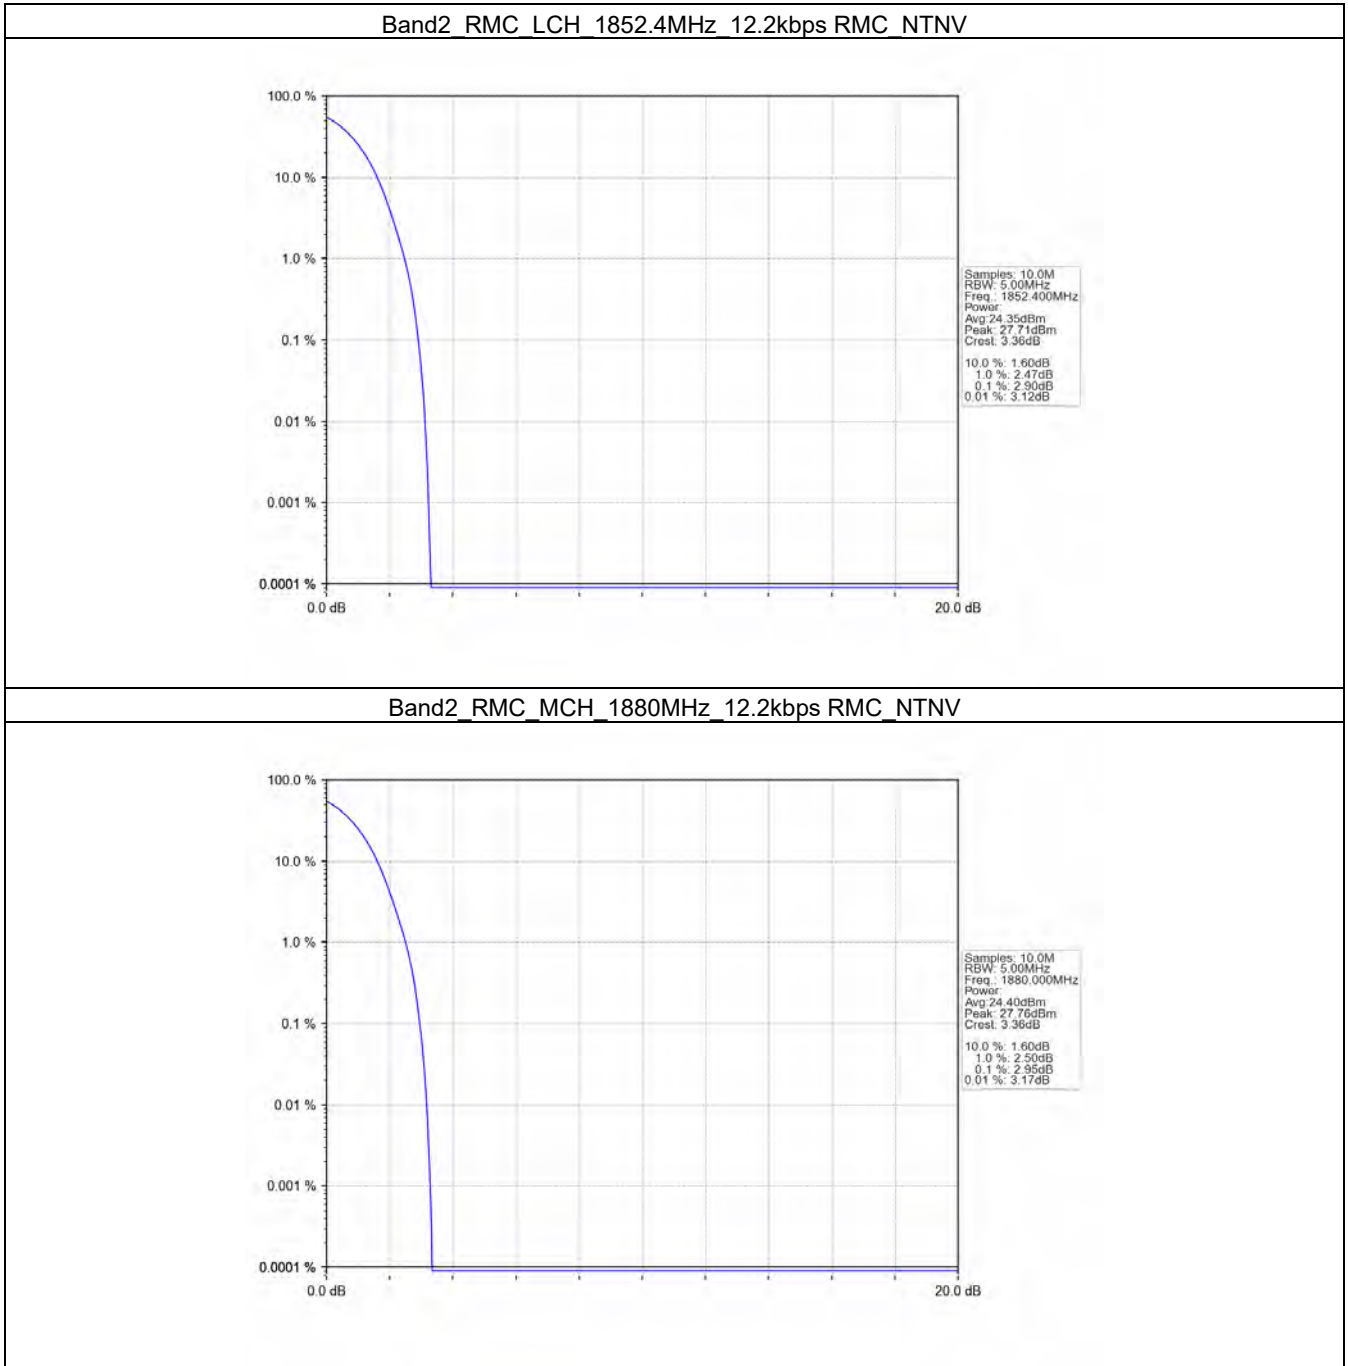 Band2_RMC_LCH_1852.4MHz_12.2kbps RMC_NTNV
100.0 %
10.0 %
1.0 %
0.1 %
0.01 %
0.001 %
0.0001 %
0.0 dB
20.0 dB
Samples: 10.0M
RBW: 5.00MHz
Freq.: 1852.400MHz
Power:
Avg:24.35dBm
Peak: 27.71dBm
Crest: 3.36dB
10.0 %: 1.60dB
1.0 %: 2.47dB
0.1 %: 2.90dB
0.01 %: 3.12dB
Band2_RMC_MCH_1880MHz_12.2kbps RMC_NTNV
100.0 %
10.0 %
1.0 %
0.1 %
0.01 %
0.001 %
0.0001 %
0.0 dB
20.0 dB
Samples: 10.0M
RBW: 5.00MHz
Freq.: 1880.000MHz
Power:
Avg:24.40dBm
Peak: 27.76dBm
Crest: 3.36dB
10.0 %: 1.60dB
1.0 %: 2.50dB
0.1 %: 2.95dB
0.01 %: 3.17dB